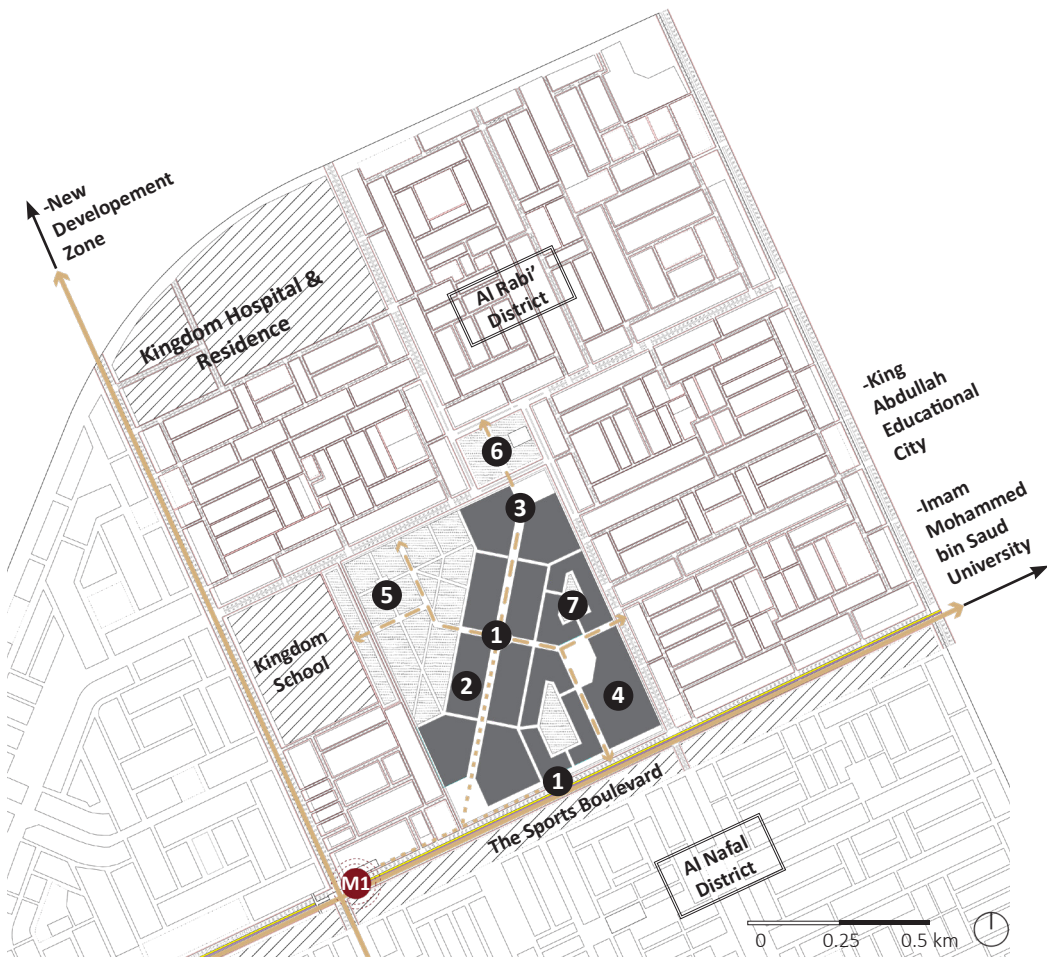 -New
Developement
Zone
Kingdom Hospital &
Residence
Al Rabi'
District
-King
Abdullah
Educational
City
-Imam
Mohammed
bin Saud
University
6
3
5
7
1
Kingdom
School
2
4
1
The Sports Boulevard
Al Nafal
District
M1
0 0.25 0.5 km